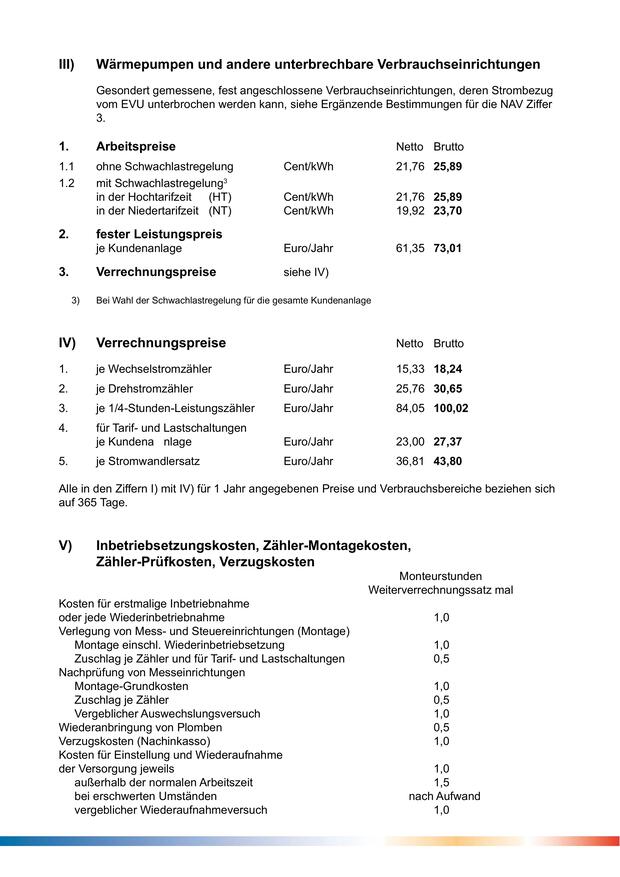 III) Wärmepumpen und andere unterbrechbare Verbrauchseinrichtungen
Gesondert gemessene, fest angeschlossene Verbrauchseinrichtungen, deren Strombezug
vom EVU unterbrochen werden kann, siehe Ergänzende Bestimmungen für die NAV Ziffer
3.
1. Arbeitspreise Netto Brutto
1.1 ohne Schwachlastregelung Cent/kWh 21,76 25,89
1.2 mit Schwachlastregelung³
in der Hochtarifzeit (HT) Cent/kWh 21,76 25,89
in der Niedertarifzeit (NT) Cent/kWh 19,92 23,70
2. fester Leistungspreis
je Kundenanlage Euro/Jahr 61,35 73,01
3. Verrechnungspreise siehe IV)
3) Bei Wahl der Schwachlastregelung für die gesamte Kundenanlage
IV) Verrechnungspreise Netto Brutto
1. je Wechselstromzähler Euro/Jahr 15,33 18,24
2. je Drehstromzähler Euro/Jahr 25,76 30,65
3. je 1/4-Stunden-Leistungszähler Euro/Jahr 84,05 100,02
4. für Tarif- und Lastschaltungen
je Kundena nlage Euro/Jahr 23,00 27,37
5. je Stromwandlersatz Euro/Jahr 36,81 43,80
Alle in den Ziffern I) mit IV) für 1 Jahr angegebenen Preise und Verbrauchsbereiche beziehen sich
auf 365 Tage.
V) Inbetriebsetzungskosten, Zähler-Montagekosten,
Zähler-Prüfkosten, Verzugskosten
Monteurstunden
Weiterverrechnungssatz mal
Kosten für erstmalige Inbetriebnahme
oder jede Wiederinbetriebnahme 1,0
Verlegung von Mess- und Steuereinrichtungen (Montage)
Montage einschl. Wiederinbetriebsetzung 1,0
Zuschlag je Zähler und für Tarif- und Lastschaltungen 0,5
Nachprüfung von Messeinrichtungen
Montage-Grundkosten 1,0
Zuschlag je Zähler 0,5
Vergeblicher Auswechslungsversuch 1,0
Wiederanbringung von Plomben 0,5
Verzugskosten (Nachinkasso) 1,0
Kosten für Einstellung und Wiederaufnahme
der Versorgung jeweils 1,0
außerhalb der normalen Arbeitszeit 1,5
bei erschwerten Umständen nach Aufwand
vergeblicher Wiederaufnahmeversuch 1,0